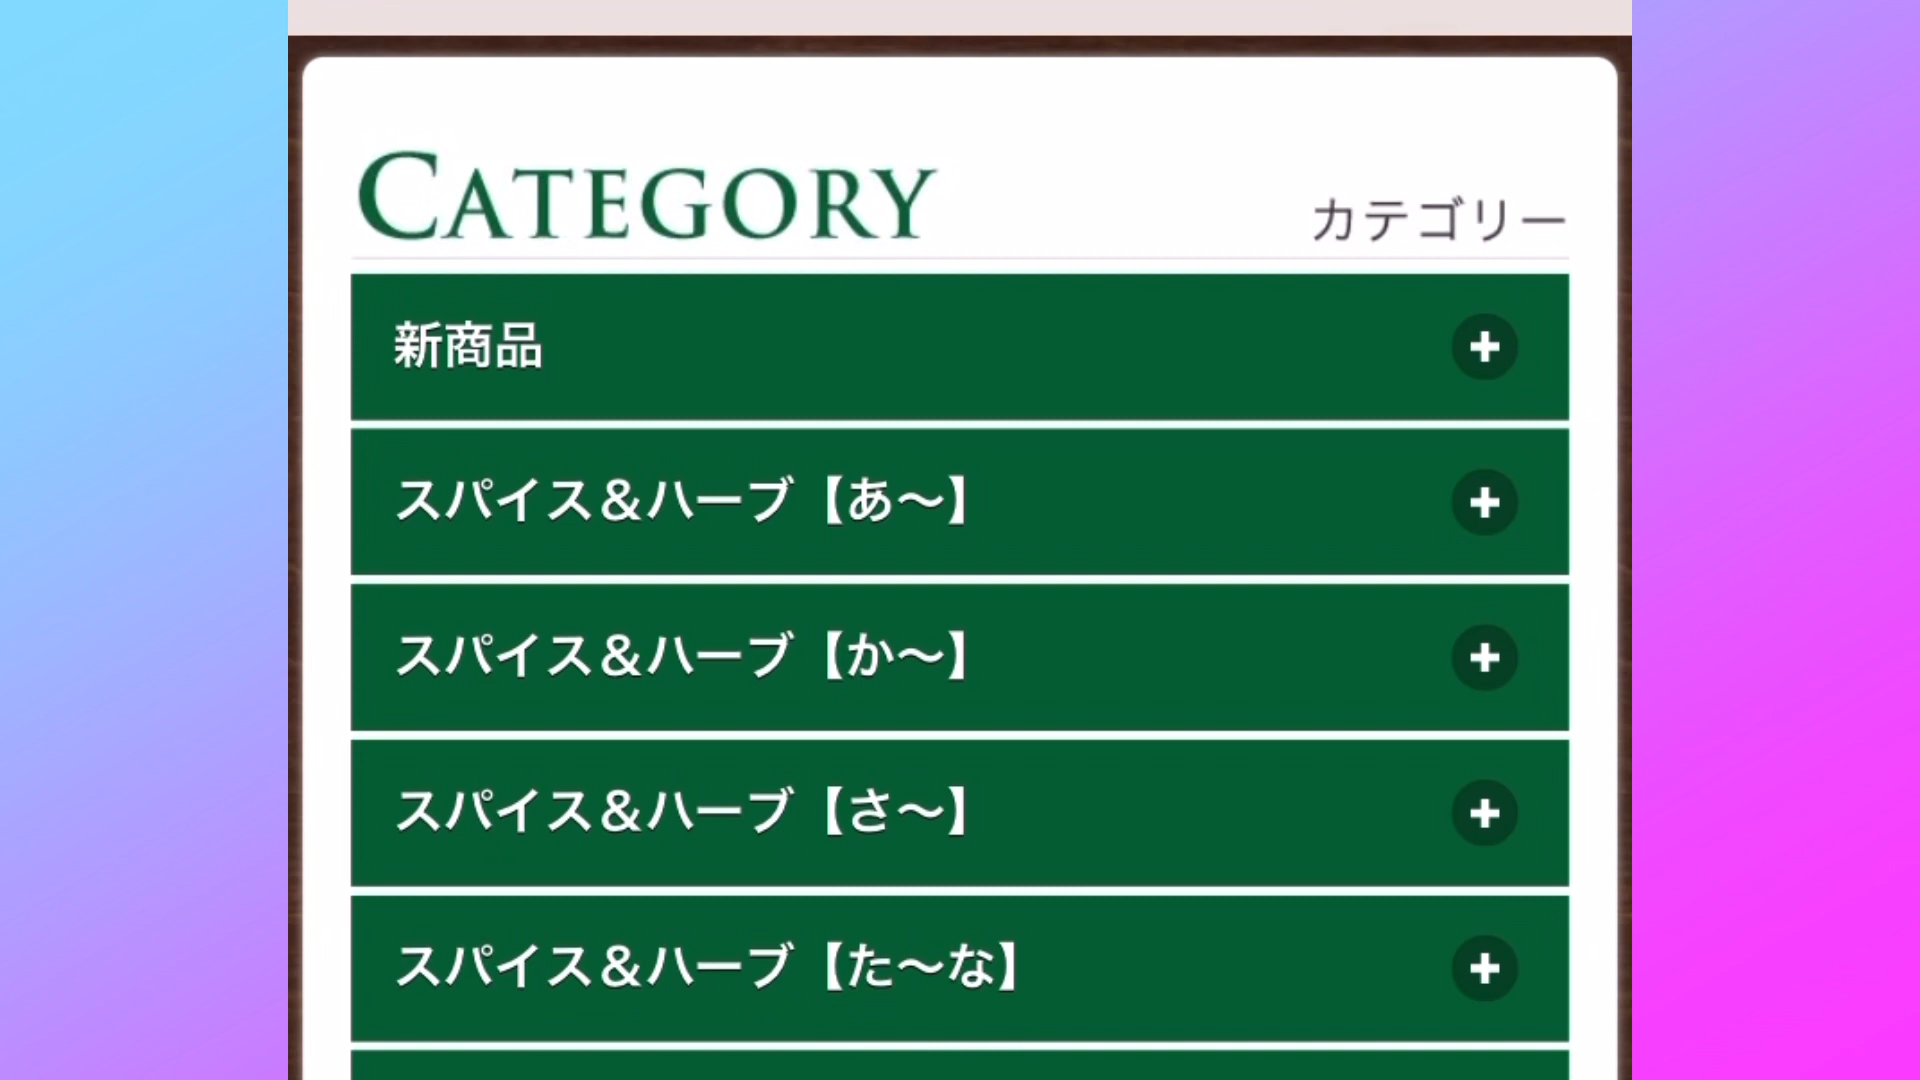 CATEGORY
カテゴリー
新商品
スパイス＆ハーブ【あ〜】
スパイス＆ハーブ【か〜】
スパイス＆ハーブ【さ〜】
スパイス＆ハーブ【た〜な】